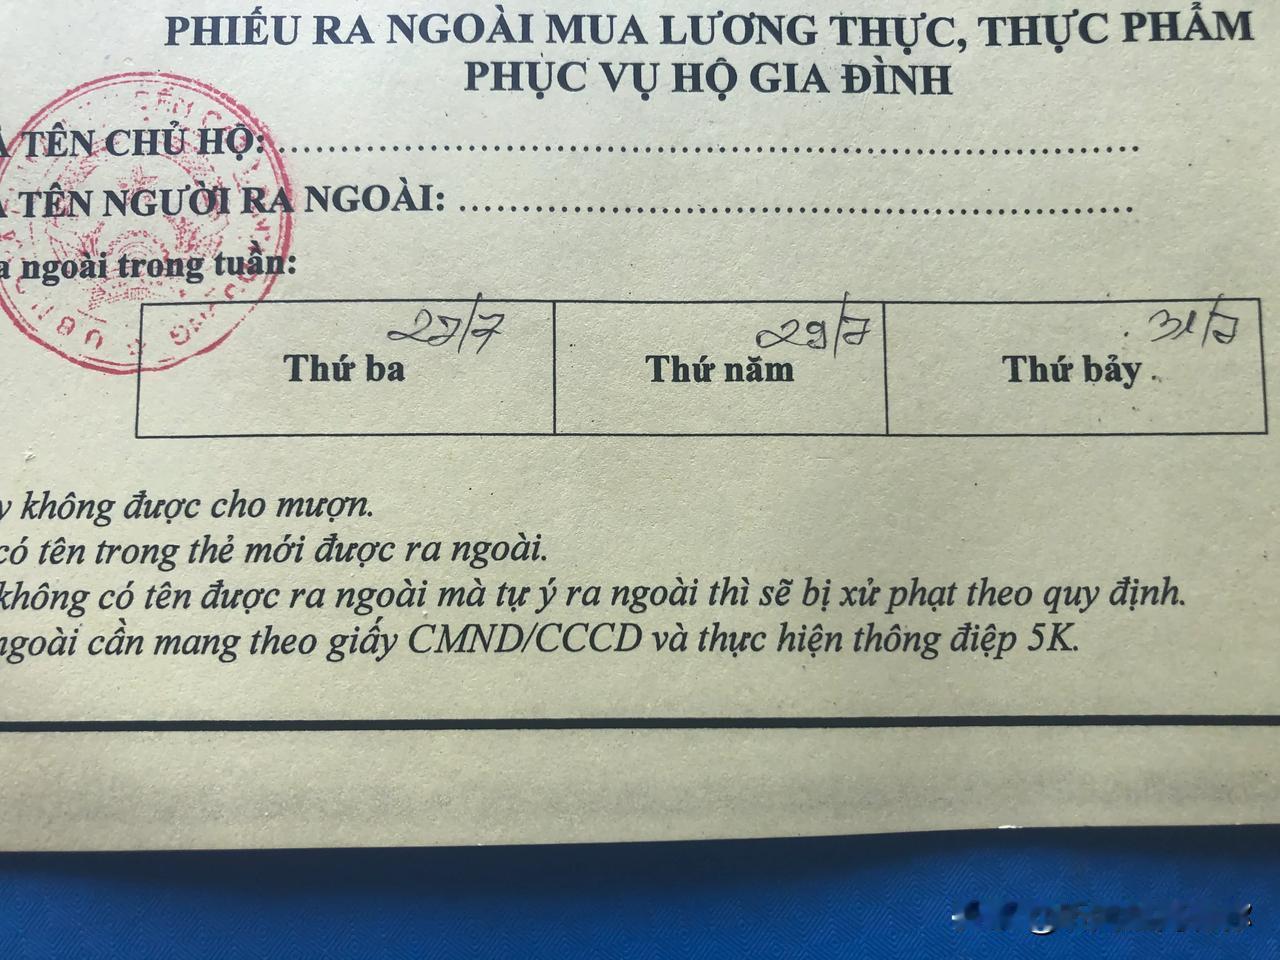 PHIẾU RA NGOÀI MUA LƯƠNG THỰC, THỰC PHẨM
PHỤC VỤ HỘ GIA ĐÌNH
TÊN CHỦ HỘ: ........................................................................
TÊN NGƯỜI RA NGOÀI: ........................................................
ngoài trong tuần:
27/7 29/7 31/7
Thứ ba Thứ năm Thứ bảy
không được cho mượn.
có tên trong thẻ mới được ra ngoài.
không có tên được ra ngoài mà tự ý ra ngoài thì sẽ bị xử phạt theo quy định.
ngoài cần mang theo giấy CMND/CCCD và thực hiện thông điệp 5K.